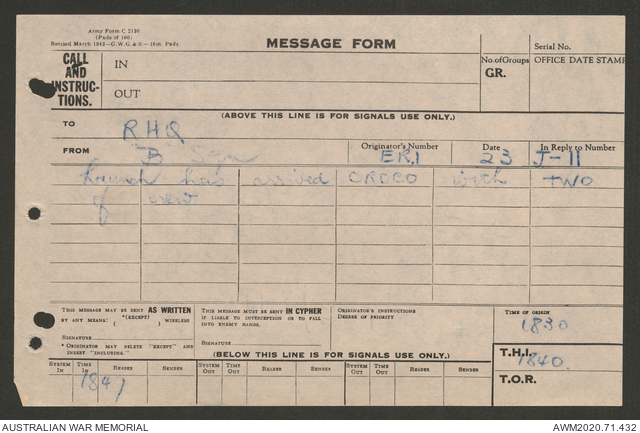 Army Form C 2136
(Pads of 100)
Revised March 1942—G.W.G.&S.—18th. Pads
MESSAGE FORM
Serial No.
CALL AND INSTRUC-TIONS.
IN
OUT
No. of Groups
GR.
OFFICE DATE STAMP
(ABOVE THIS LINE IS FOR SIGNALS USE ONLY.)
TO RHQ
FROM "B Sqn
Originator's Number
ER.1
Date
23
In Reply to Number
J-11
Launch has arrived CROCO with TWO
of crew
THIS MESSAGE MAY BE SENT AS WRITTEN
BY ANY MEANS. *(EXCEPT) ( ) WIRELESS
SIGNATURE
* ORIGINATOR MAY DELETE "EXCEPT" AND
INSERT "INCLUDING."
THIS MESSAGE MUST BE SENT IN CYPHER
IF LIABLE TO INTERCEPTION OR TO FALL
INTO ENEMY HANDS.
SIGNATURE
ORIGINATOR'S INSTRUCTIONS
DEGREE OF PRIORITY
TIME OF ORIGIN
1830
(BELOW THIS LINE IS FOR SIGNALS USE ONLY.)
T.H.I. 1840.
T.O.R.
SYSTEM IN TIME IN READER SENDER SYSTEM OUT TIME OUT READER SENDER SYSTEM OUT TIME OUT READER SENDER
1841
AUSTRALIAN WAR MEMORIAL
AWM2020.71.432